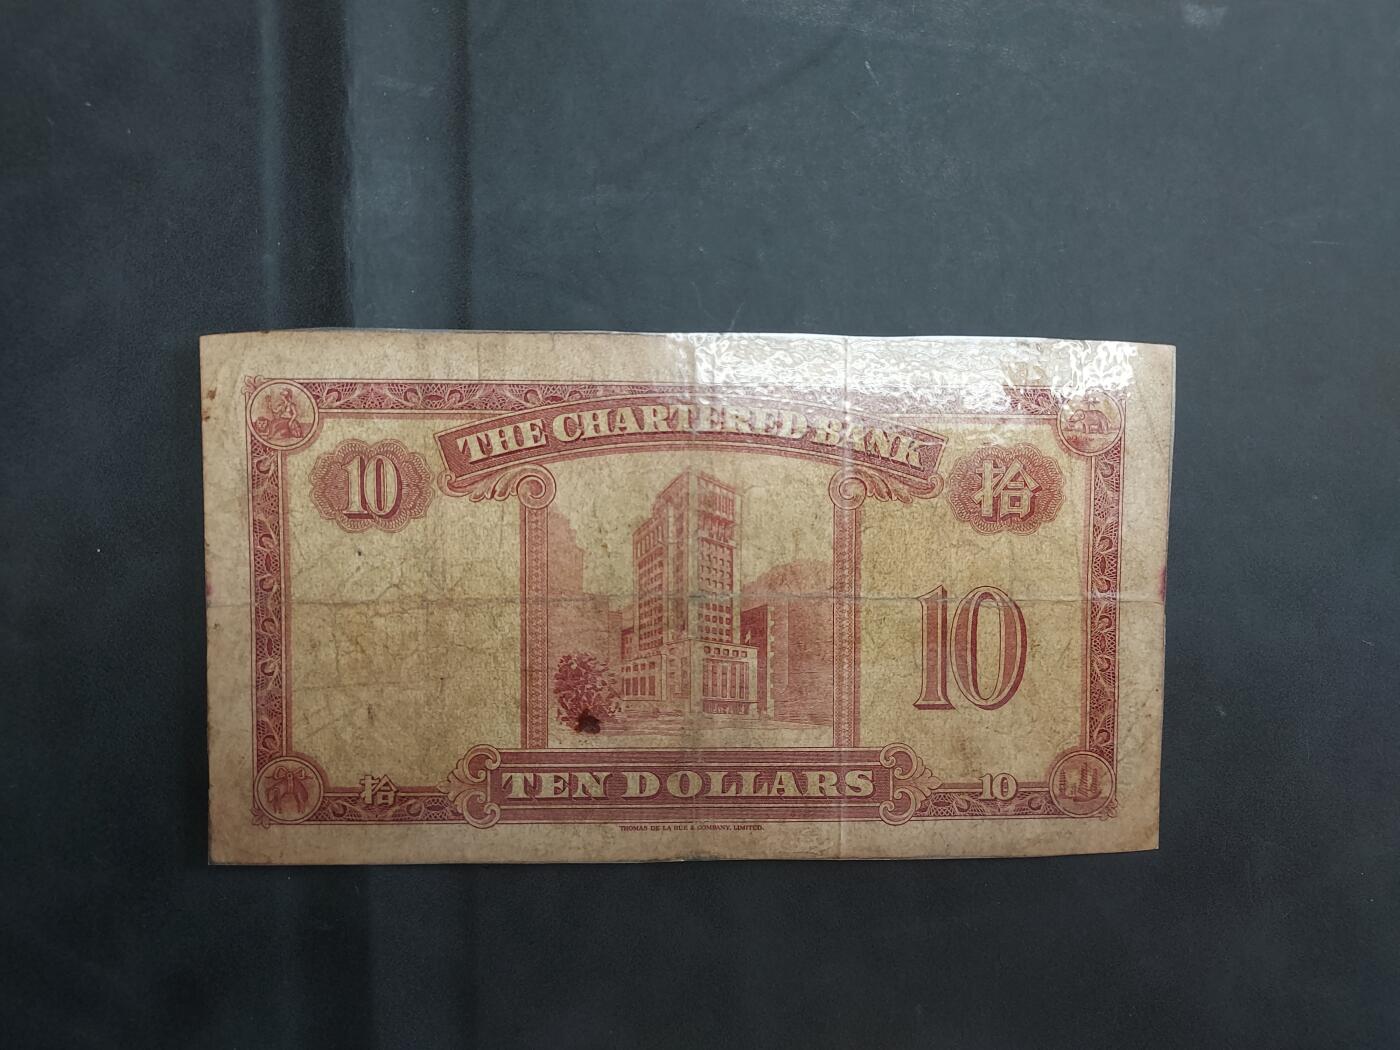 THE CHARTERED BANK
10
拾
10
TEN DOLLARS
拾
10
THOMAS DE LA RUE & COMPANY, LIMITED.